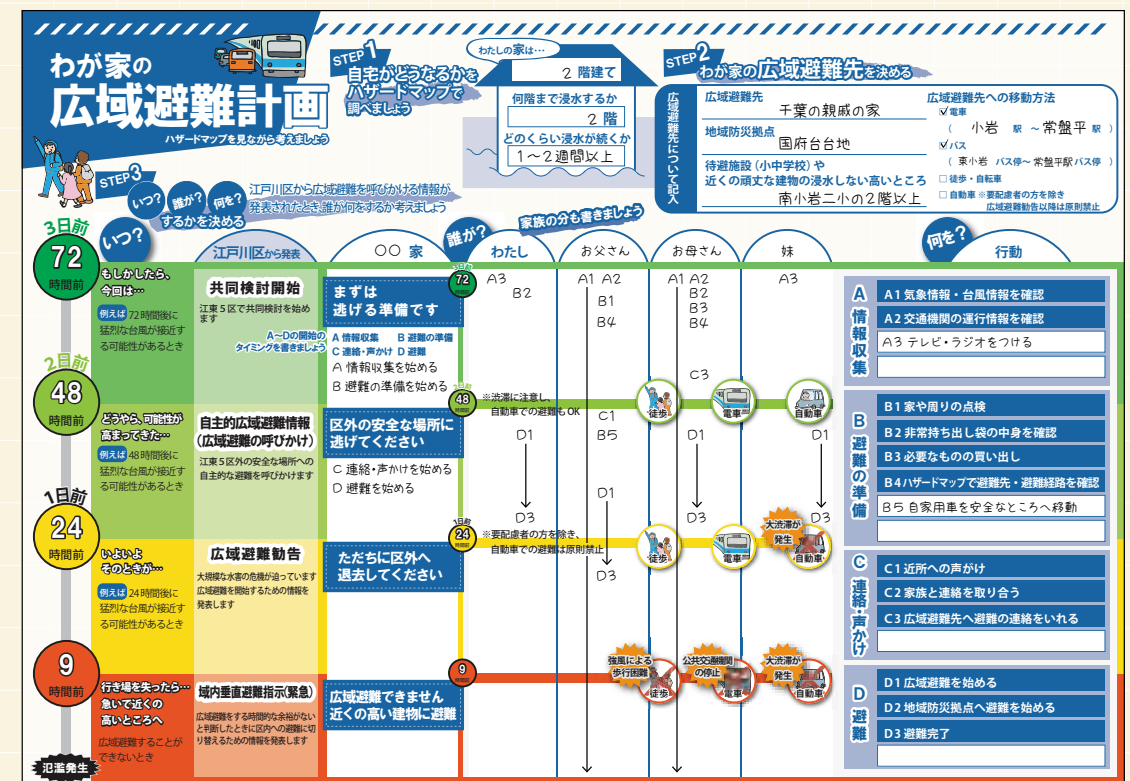 わが家の
広域避難計画
ハザードマップを見ながら考えましょう
STEP1
自宅がどうなるかを
ハザードマップで
調べましょう
わたしの家は…
2 階建て
何階まで浸水するか
2 階
どのくらい浸水が続くか
1～2週間以上
STEP2
わが家の広域避難先を決める
広域避難先について記入
広域避難先
千葉の親戚の家
地域防災拠点
国府台台地
待避施設(小中学校)や
近くの頑丈な建物の浸水しない高いところ
南小岩二小の2階以上
広域避難先への移動方法
☑電車
( 小岩 駅 ～常盤平 駅 )
☑バス
( 東小岩 バス停～常盤平駅バス停 )
□徒歩・自転車
□自動車 ※要配慮者の方を除き
広域避難勧告以降は原則禁止
STEP3
いつ? 誰が? 何を?
するかを決める
江戸川区から広域避難を呼びかける情報が
発表されたとき、誰が何をするか考えましょう
家族の分も書きましょう
いつ?
江戸川区から発表
○○ 家
誰が?
わたし
お父さん
お母さん
妹
何を?
行動
3日前
72
時間前
もしかしたら、
今回は…
例えば 72時間後に
猛烈な台風が接近す
る可能性があるとき
共同検討開始
江東5区で共同検討を始め
ます
A～Dの開始の
タイミングを書きましょう
まずは
逃げる準備です
A 情報収集 B 避難の準備
C 連絡・声かけ D 避難
A 情報収集を始める
B 避難の準備を始める
3日前
72
時間前
A3
B2
A1 A2
B1
B4
A1 A2
B2
B3
B4
C3
A3
2日前
48
時間前
どうやら、可能性が
高まってきた…
例えば 48時間後に
猛烈な台風が接近す
る可能性があるとき
自主的広域避難情報
(広域避難の呼びかけ)
江東5区外の安全な場所への
自主的な避難を呼びかけます
区外の安全な場所に
逃げてください
C 連絡・声かけを始める
D 避難を始める
2日前
48
時間前
※渋滞に注意し、
自動車での避難もOK
徒歩
電車
自動車
D1
D3
C1
B5
D1
D3
D1
D3
D1
D3
1日前
24
時間前
いよいよ
そのときが…
例えば 24時間後に
猛烈な台風が接近す
る可能性があるとき
広域避難勧告
大規模な水害の危機が迫っています
広域避難を開始するための情報を
発表します
ただちに区外へ
退去してください
1日前
24
時間前
※要配慮者の方を除き、
自動車での避難は原則禁止
徒歩
電車
大渋滞が
発生
自動車
9
時間前
行き場を失ったら…
急いで近くの
高いところへ
広域避難することが
できないとき
域内垂直避難指示(緊急)
広域避難をする時間的な余裕がない
と判断したときに区内への避難に切
り替えるための情報を発表します
広域避難できません
近くの高い建物に避難
9
時間前
強風による
歩行困難
徒歩
公共交通機関
の停止
電車
大渋滞が
発生
自動車
氾濫発生
A 情報収集
A1 気象情報・台風情報を確認
A2 交通機関の運行情報を確認
A3 テレビ・ラジオをつける
B 避難の準備
B1 家や周りの点検
B2 非常持ち出し袋の中身を確認
B3 必要なものの買い出し
B4 ハザードマップで避難先・避難経路を確認
B5 自家用車を安全なところへ移動
C 連絡・声かけ
C1 近所への声がけ
C2 家族と連絡を取り合う
C3 広域避難先へ避難の連絡をいれる
D 避難
D1 広域避難を始める
D2 地域防災拠点へ避難を始める
D3 避難完了